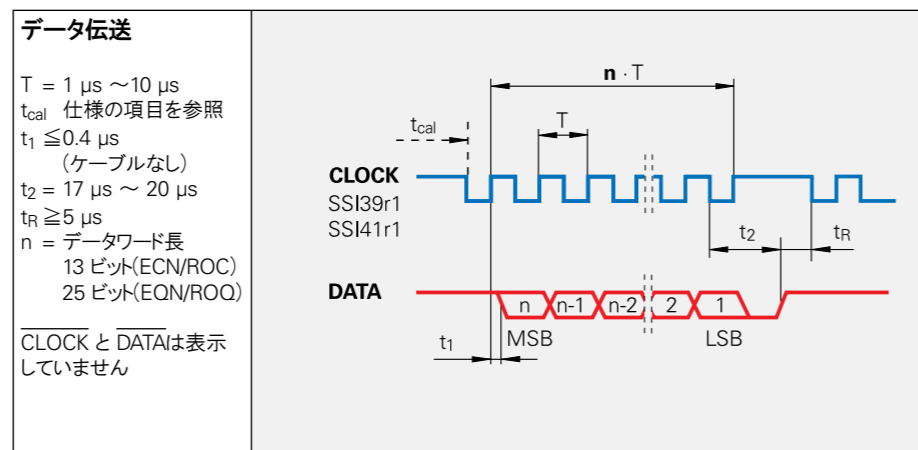 データ伝送
T = 1 µs ～10 µs
tcal 仕様の項目を参照
t1 ≦0.4 µs
（ケーブルなし）
t2 = 17 µs ～ 20 µs
tR ≧5 µs
n = データワード長
13 ビット(ECN/ROC)
25 ビット(EQN/ROQ)
CLOCK と DATAは表示
していません
n · T
tcal
T
CLOCK
SSI39r1
SSI41r1
t2
tR
DATA
n
n-1
n-2
2
1
t1
MSB
LSB